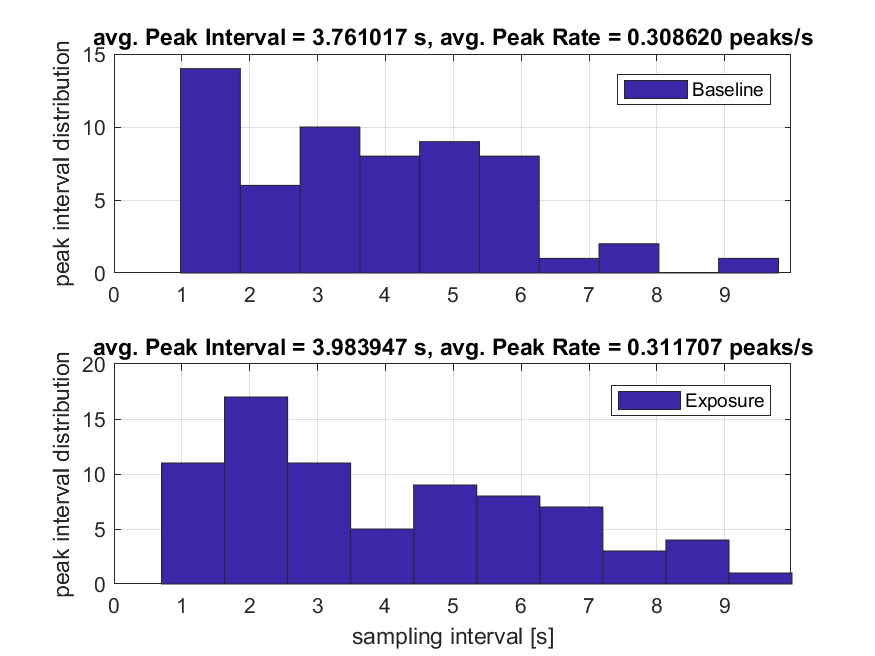 avg. Peak Interval = 3.761017 s, avg. Peak Rate = 0.308620 peaks/s
peak interval distribution
15
10
5
0
Baseline
0 1 2 3 4 5 6 7 8 9
avg. Peak Interval = 3.983947 s, avg. Peak Rate = 0.311707 peaks/s
peak interval distribution
20
15
10
5
0
Exposure
0 1 2 3 4 5 6 7 8 9
sampling interval [s]